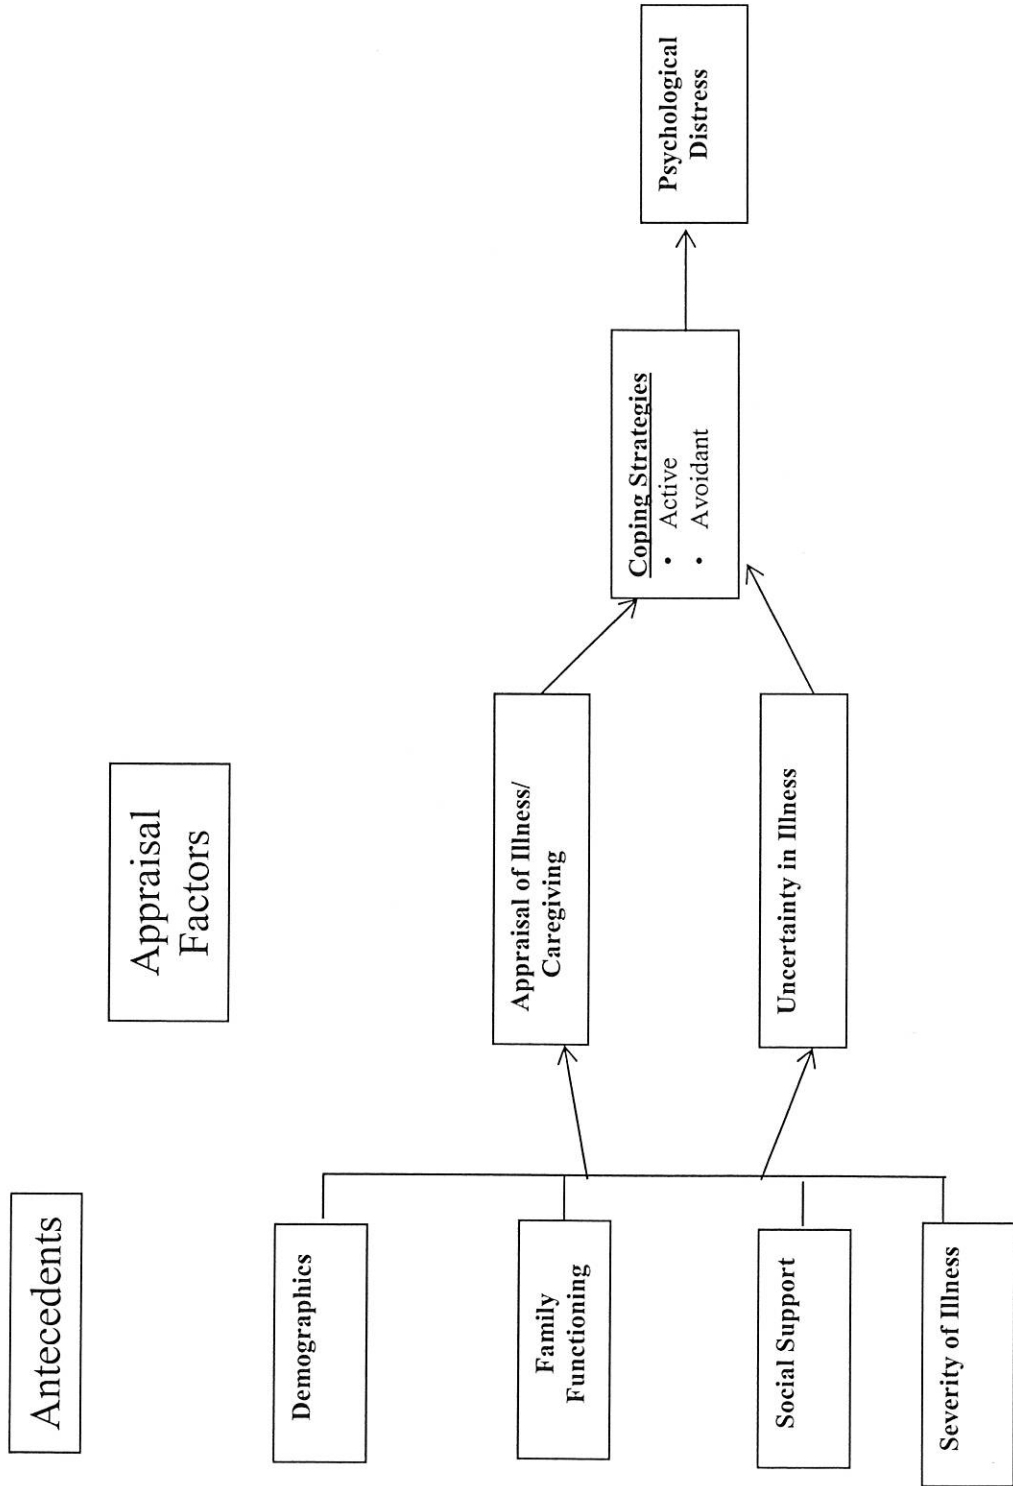 Antecedents
Appraisal
Factors
Demographics
Family
Functioning
Social Support
Severity of Illness
Appraisal of Illness/
Caregiving
Uncertainty in Illness
Coping Strategies
• Active
• Avoidant
Psychological
Distress